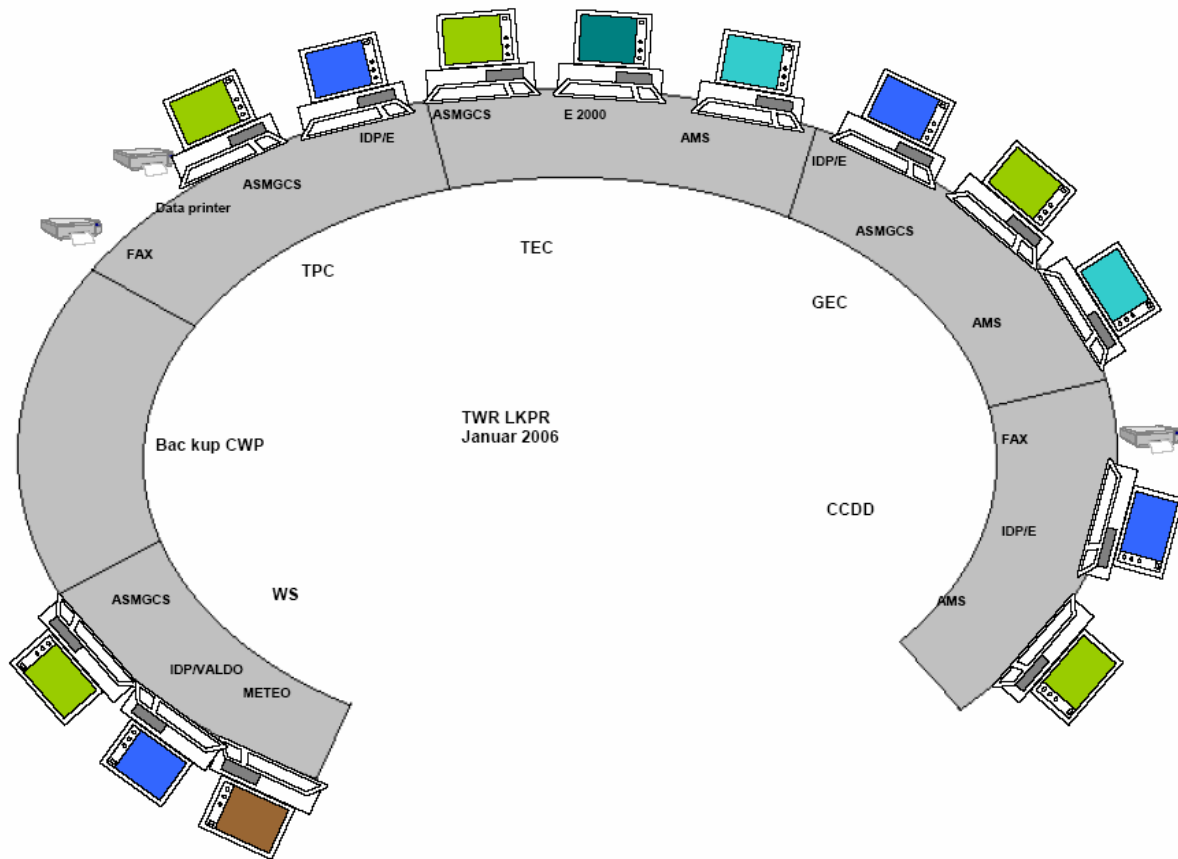 ASMGCS
E 2000
AMS
IDP/E
IDP/E
ASMGCS
Data printer
ASMGCS
FAX
TPC
TEC
GEC
AMS
TWR LKPR
Januar 2006
Bac kup CWP
FAX
CCDD
IDP/E
WS
ASMGCS
AMS
IDP/VALDO
METEO